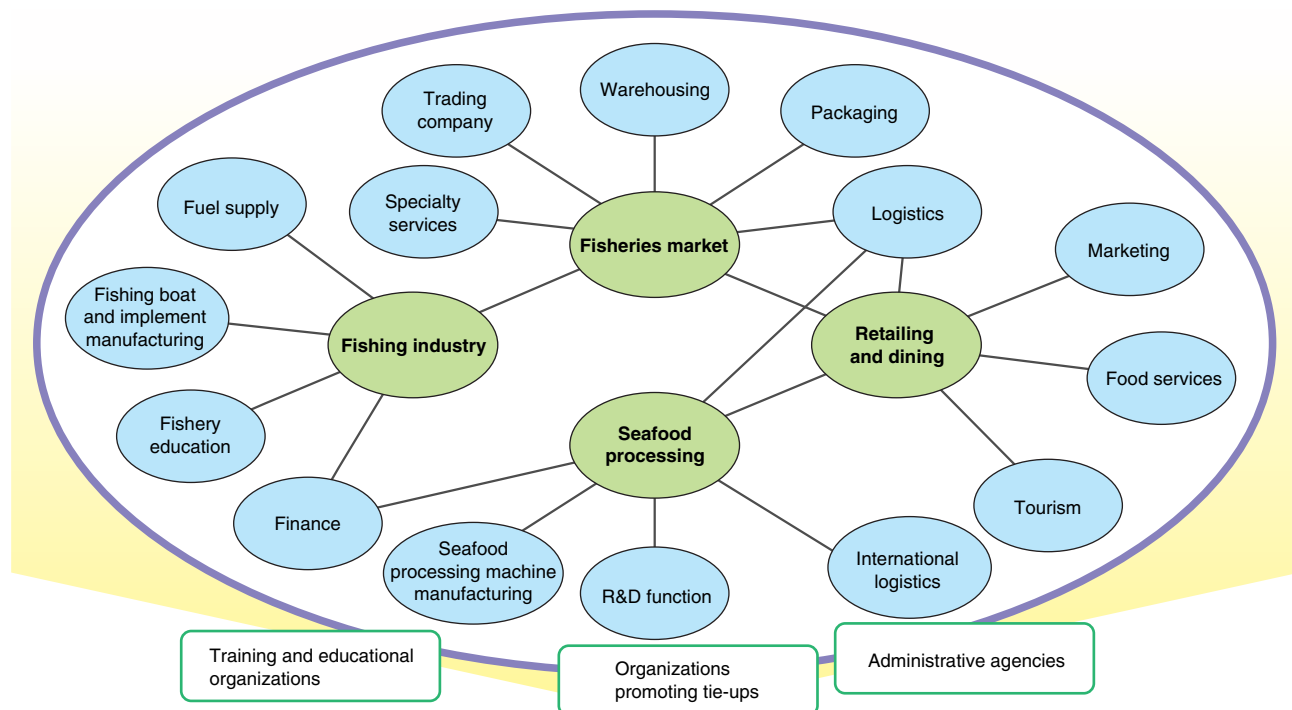 Warehousing
Trading
company
Packaging
Fuel supply
Specialty
services
Logistics
Fisheries market
Marketing
Fishing boat
and implement
manufacturing
Fishing industry
Retailing
and dining
Food services
Fishery
education
Seafood
processing
Finance
Tourism
Seafood
processing machine
manufacturing
R&D function
International
logistics
Training and educational
organizations
Organizations
promoting tie-ups
Administrative agencies